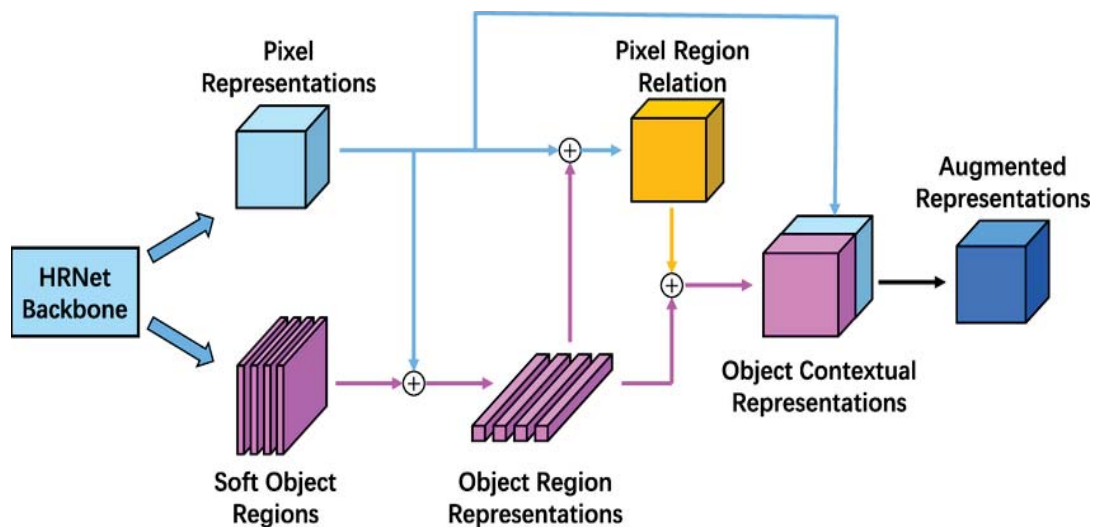 Pixel
Representations
Pixel Region
Relation
Augmented
Representations
HRNet
Backbone
Object Contextual
Representations
Soft Object
Regions
Object Region
Representations